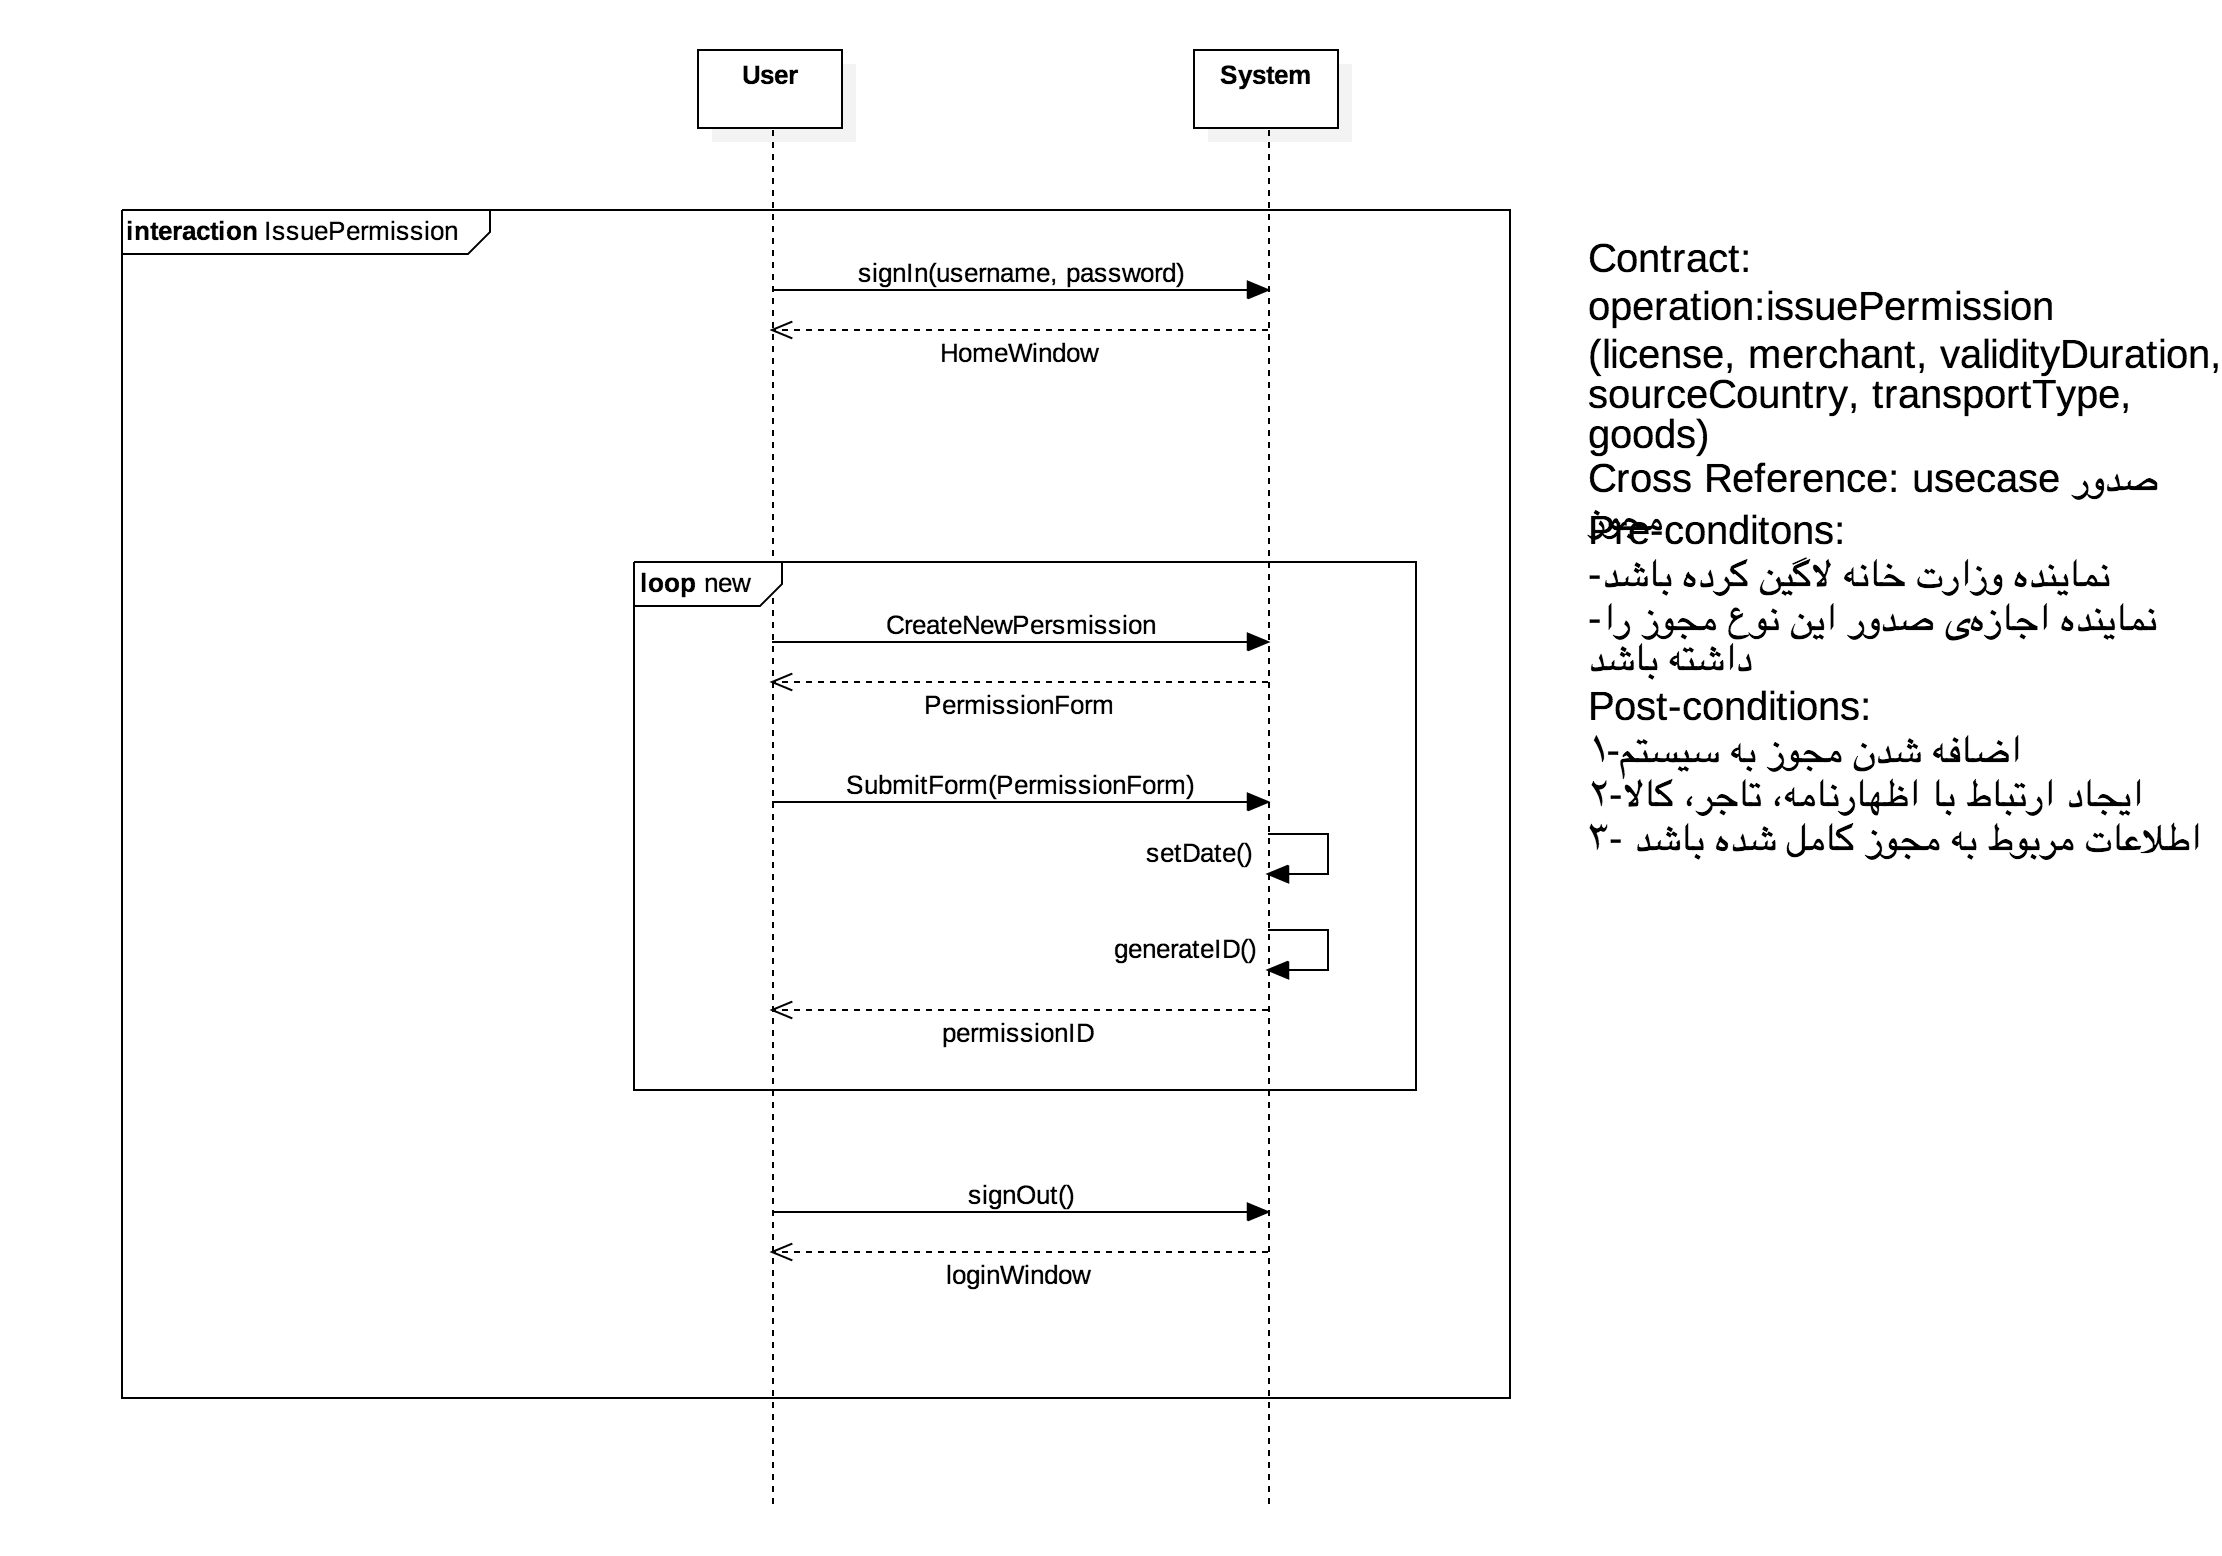 User
System
interaction IssuePermission
signIn(username, password)
HomeWindow
loop new
CreateNewPersmission
PermissionForm
SubmitForm(PermissionForm)
setDate()
generateID()
permissionID
signOut()
loginWindow
Contract:
operation:issuePermission
(license, merchant, validityDuration,
sourceCountry, transportType,
goods)
Cross Reference: usecase صدور
مجوز
Pre-conditons:
-نماینده وزارت خانه لاگین کرده باشد
-نماینده اجازه‌ی صدور این نوع مجوز را
داشته باشد
Post-conditions:
۱-اضافه شدن مجوز به سیستم
۲-ایجاد ارتباط با اظهارنامه، تاجر، کالا
۳- اطلاعات مربوط به مجوز کامل شده باشد